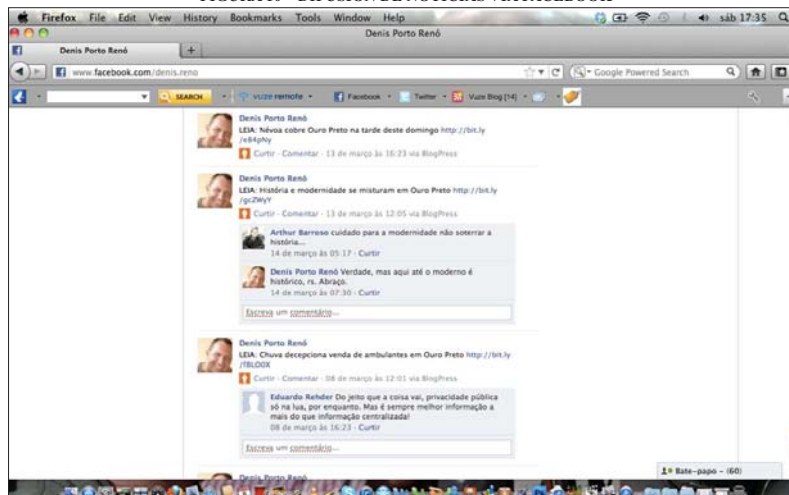 Firefox File Edit View History Bookmarks Tools Window Help sáb 17:35
Denis Porto Renó
Denis Porto Renó
www.facebook.com/denis.reno Google Powered Search
SEARCH vuze remote Facebook Twitter Vuze Blog [14]
Denis Porto Renó
LEIA: Névoa cobre Ouro Preto na tarde deste domingo http://bit.ly
/e84pNy
Curtir · Comentar · 13 de março às 16:23 via BlogPress
Denis Porto Renó
LEIA: História e modernidade se misturam em Ouro Preto http://bit.ly
/gcZWyY
Curtir · Comentar · 13 de março às 12:05 via BlogPress
Arthur Barroso cuidado para a modernidade não soterrar a
história...
14 de março às 05:17 · Curtir
Denis Porto Renó Verdade, mas aqui até o moderno é
histórico, rs. Abraço.
14 de março às 07:30 · Curtir
Escreva um comentário...
Denis Porto Renó
LEIA: Chuva decepciona venda de ambulantes em Ouro Preto http://bit.ly
/fBLO0X
Curtir · Comentar · 08 de março às 12:01 via BlogPress
Eduardo Rehder Do jeito que a coisa vai, privacidade pública
só na lua, por enquanto. Mas é sempre melhor informação a
mais do que informação centralizada!
08 de março às 16:23 · Curtir
Escreva um comentário...
Denis Porto Renó
Bate-papo - (60)